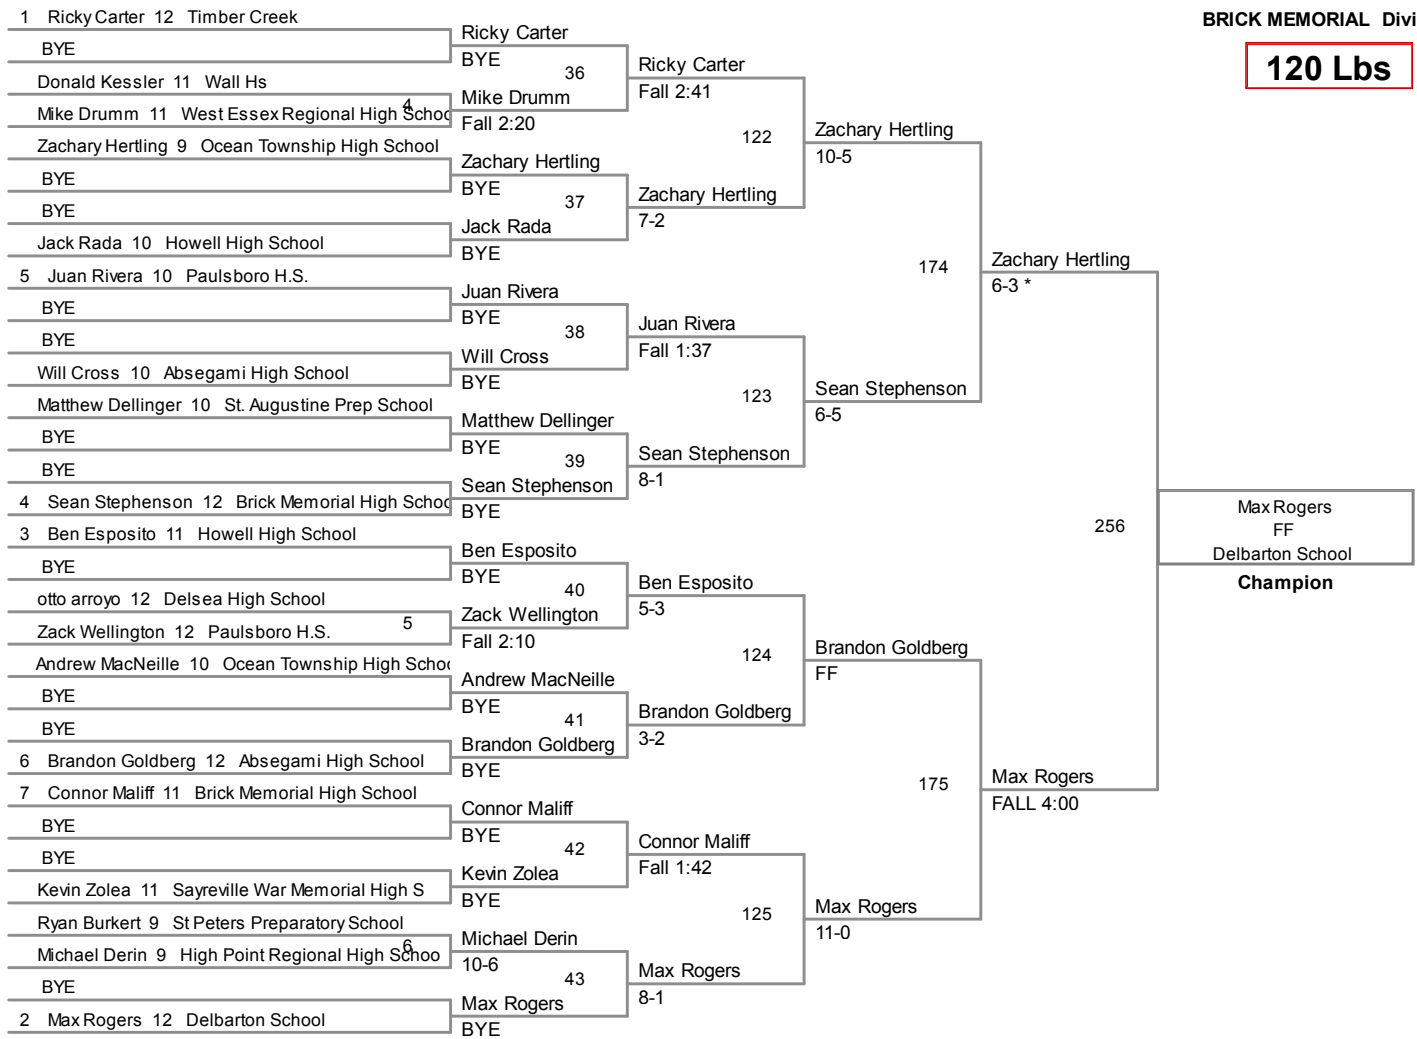 BRICK MEMORIAL Divi
120 Lbs
1 Ricky Carter 12 Timber Creek
BYE
Donald Kessler 11 Wall Hs
4
Mike Drumm 11 West Essex Regional High Schoo
Zachary Hertling 9 Ocean Township High School
BYE
BYE
Jack Rada 10 Howell High School
5 Juan Rivera 10 Paulsboro H.S.
BYE
BYE
Will Cross 10 Absegami High School
Matthew Dellinger 10 St. Augustine Prep School
BYE
BYE
4 Sean Stephenson 12 Brick Memorial High Schoo
3 Ben Esposito 11 Howell High School
BYE
otto arroyo 12 Delsea High School
5
Zack Wellington 12 Paulsboro H.S.
Andrew MacNeille 10 Ocean Township High Schoo
BYE
BYE
6 Brandon Goldberg 12 Absegami High School
7 Connor Maliff 11 Brick Memorial High School
BYE
BYE
Kevin Zolea 11 Sayreville War Memorial High S
Ryan Burkert 9 St Peters Preparatory School
6
Michael Derin 9 High Point Regional High Schoo
BYE
2 Max Rogers 12 Delbarton School
Ricky Carter
BYE
36
Mike Drumm
Fall 2:20
Zachary Hertling
BYE
37
Jack Rada
BYE
Juan Rivera
BYE
38
Will Cross
BYE
Matthew Dellinger
BYE
39
Sean Stephenson
BYE
Ben Esposito
BYE
40
Zack Wellington
Fall 2:10
Andrew MacNeille
BYE
41
Brandon Goldberg
BYE
Connor Maliff
BYE
42
Kevin Zolea
BYE
Michael Derin
10-6
43
Max Rogers
BYE
Ricky Carter
Fall 2:41
122
Zachary Hertling
7-2
Juan Rivera
Fall 1:37
123
Sean Stephenson
8-1
Ben Esposito
5-3
124
Brandon Goldberg
3-2
Connor Maliff
Fall 1:42
125
Max Rogers
8-1
Zachary Hertling
10-5
174
Sean Stephenson
6-5
Brandon Goldberg
FF
175
Max Rogers
11-0
Zachary Hertling
6-3 *
256
Max Rogers
FALL 4:00
Max Rogers
FF
Delbarton School
Champion